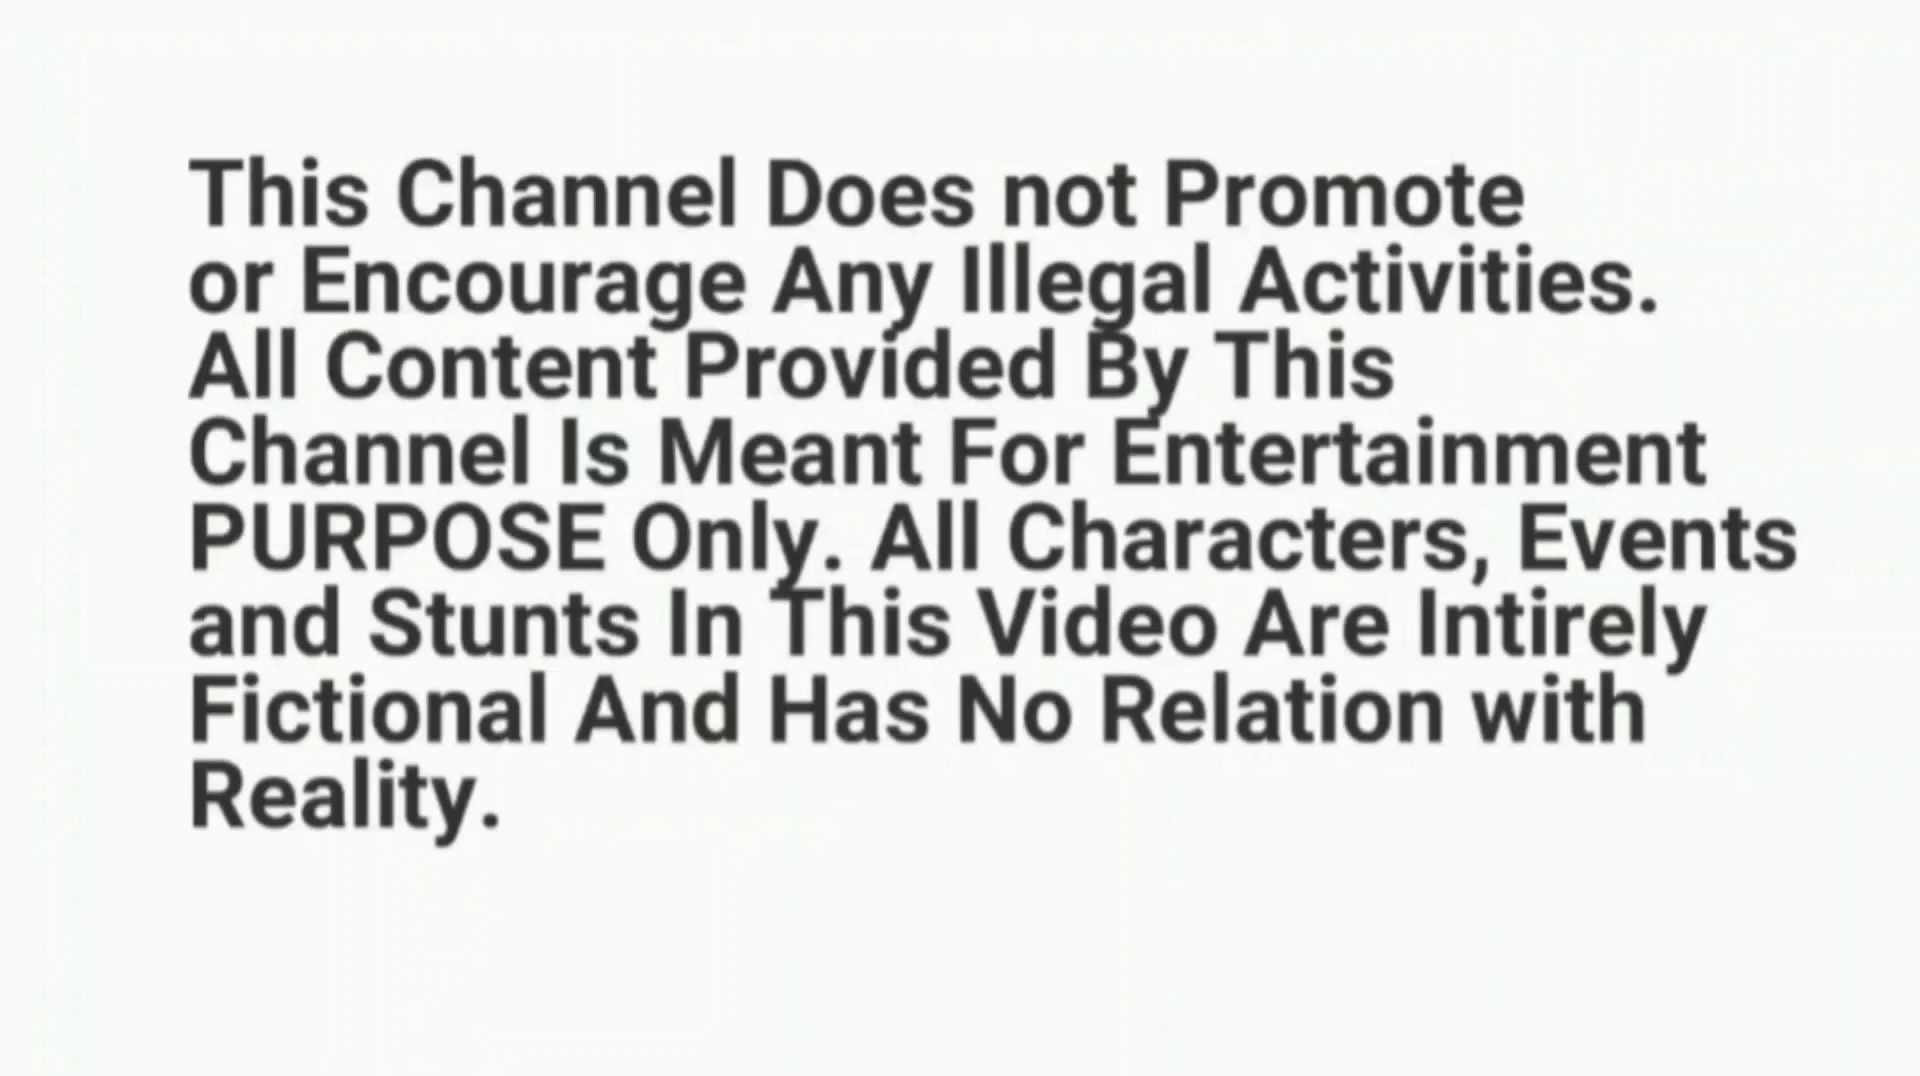 This Channel Does not Promote
or Encourage Any Illegal Activities.
All Content Provided By This
Channel Is Meant For Entertainment
PURPOSE Only. All Characters, Events
and Stunts In This Video Are Intirely
Fictional And Has No Relation with
Reality.